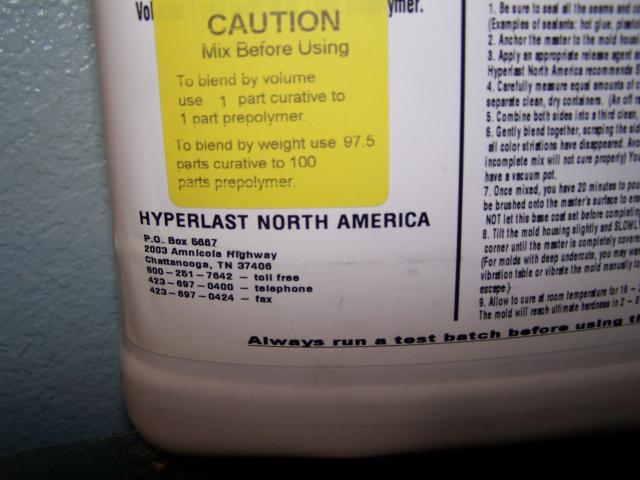 prepolymer.
CAUTION
Mix Before Using
To blend by volume
use 1 part curative to
1 part prepolymer.
To blend by weight use 97.5
parts curative to 100
parts prepolymer.
HYPERLAST NORTH AMERICA
P.O. Box 5667
2003 Amnicola Highway
Chattanooga, TN 37406
800-251-7642 - toll free
423-697-0400 - telephone
423-697-0424 - fax
1. Be sure to seal all the seams and
(Examples of sealants: hot glue,
2. Anchor the master to the mold
3. Apply an appropriate release agent
Hyperlast North America recommends
4. Carefully measure equal amounts of
separate clean, dry containers. (An
5. Combine both sides into a third clean,
6. Gently blend together, scraping the
all color striations have disappeared.
incomplete mix will not cure properly)
have a vacuum pot.
7. Once mixed, you have 20 minutes to
be brushed onto the master's surface to
NOT let this base coat set before
8. Tilt the mold housing slightly and SLOWLY
corner until the master is completely
(For molds with deep undercuts, you may
vibration table or vibrate the mold manually
escape.)
9. Allow to cure at room temperature for 16 -
The mold will reach ultimate hardness in 2 -
Always run a test batch before using